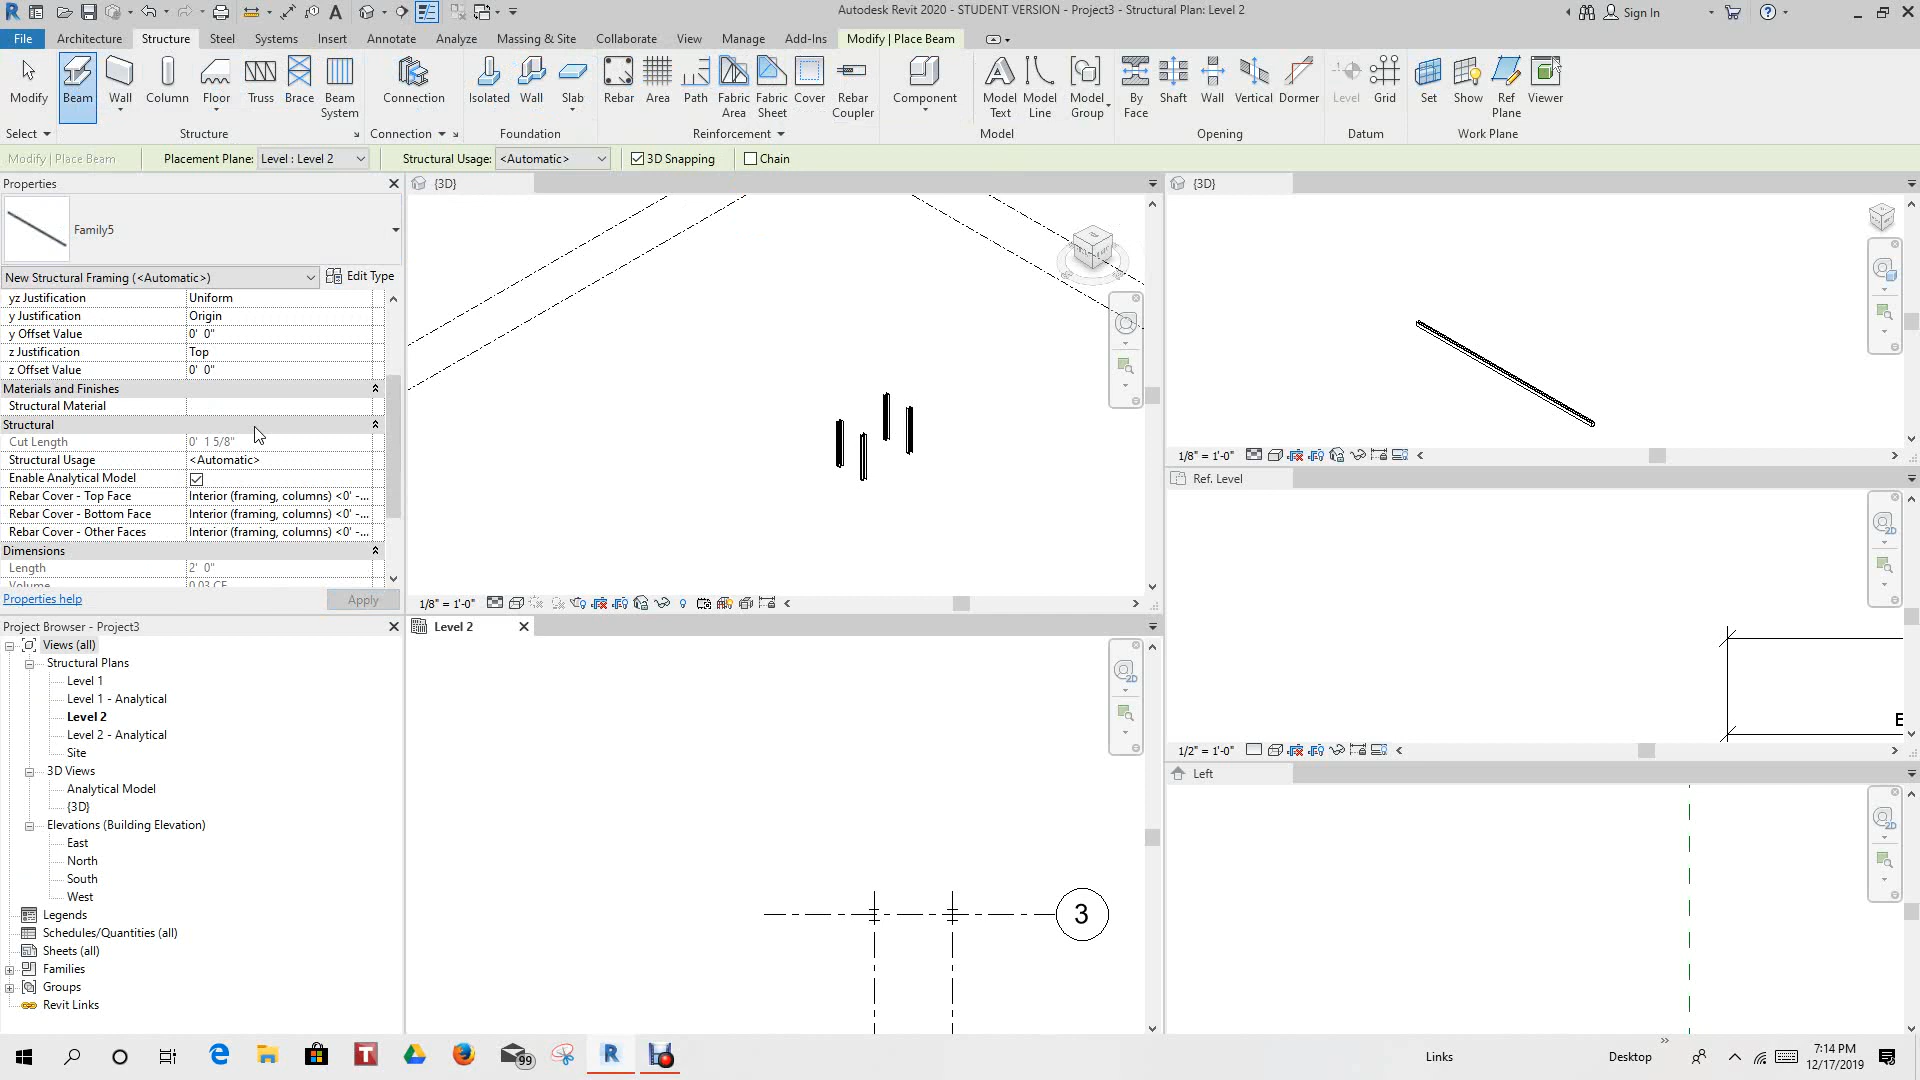 Autodesk Revit 2020 - STUDENT VERSION - Project3 - Structural Plan: Level 2
Sign In
File Architecture Structure Steel Systems Insert Annotate Analyze Massing & Site Collaborate View Manage Add-Ins Modify | Place Beam
Modify Beam Wall Column Floor Truss Brace Beam System Connection Isolated Wall Slab Rebar Area Path Fabric Area Fabric Sheet Cover Rebar Coupler Component Model Text Model Line Model Group By Face Shaft Wall Vertical Dormer Level Grid Set Show Ref Plane Viewer
Select Structure Connection Foundation Reinforcement Model Opening Datum Work Plane
Modify | Place Beam Placement Plane: Level : Level 2 Structural Usage: <Automatic> 3D Snapping Chain
Properties
Family5
New Structural Framing (<Automatic>) Edit Type
yz Justification Uniform
y Justification Origin
y Offset Value 0' 0"
z Justification Top
z Offset Value 0' 0"
Materials and Finishes
Structural Material
Structural
Cut Length 0' 1 5/8"
Structural Usage <Automatic>
Enable Analytical Model
Rebar Cover - Top Face Interior (framing, columns) <0' -...
Rebar Cover - Bottom Face Interior (framing, columns) <0' -...
Rebar Cover - Other Faces Interior (framing, columns) <0' -...
Dimensions
Length 2' 0"
Volume 0.03 CF
Properties help Apply
Project Browser - Project3
Views (all)
Structural Plans
Level 1
Level 1 - Analytical
Level 2
Level 2 - Analytical
Site
3D Views
Analytical Model
{3D}
Elevations (Building Elevation)
East
North
South
West
Legends
Schedules/Quantities (all)
Sheets (all)
Families
Groups
Revit Links
{3D}
1/8" = 1'-0"
Level 2
3
{3D}
1/8" = 1'-0"
Ref. Level
1/2" = 1'-0"
Left
99
Links
Desktop
7:14 PM
12/17/2019